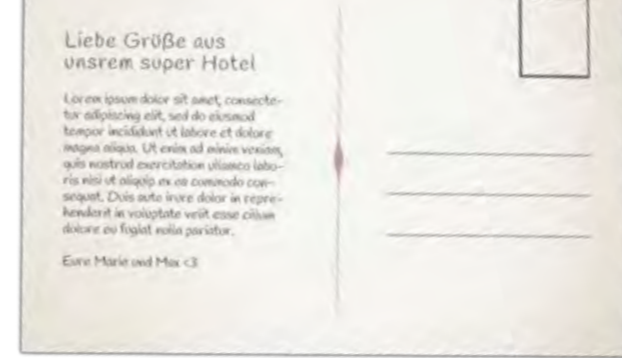 Liebe Grüße aus
unsrem super Hotel
Lorem ipsum dolor sit amet, consecte-
tur adipiscing elit, sed do eiusmod
tempor incididunt ut labore et dolore
magna aliqua. Ut enim ad minim veniam,
quis nostrud exercitation ullamco labo-
ris nisi ut aliquip ex ea commodo con-
sequat. Duis aute irure dolor in repre-
henderit in voluptate velit esse cillum
dolore eu fugiat nulla pariatur.
Eure Marie und Max <3